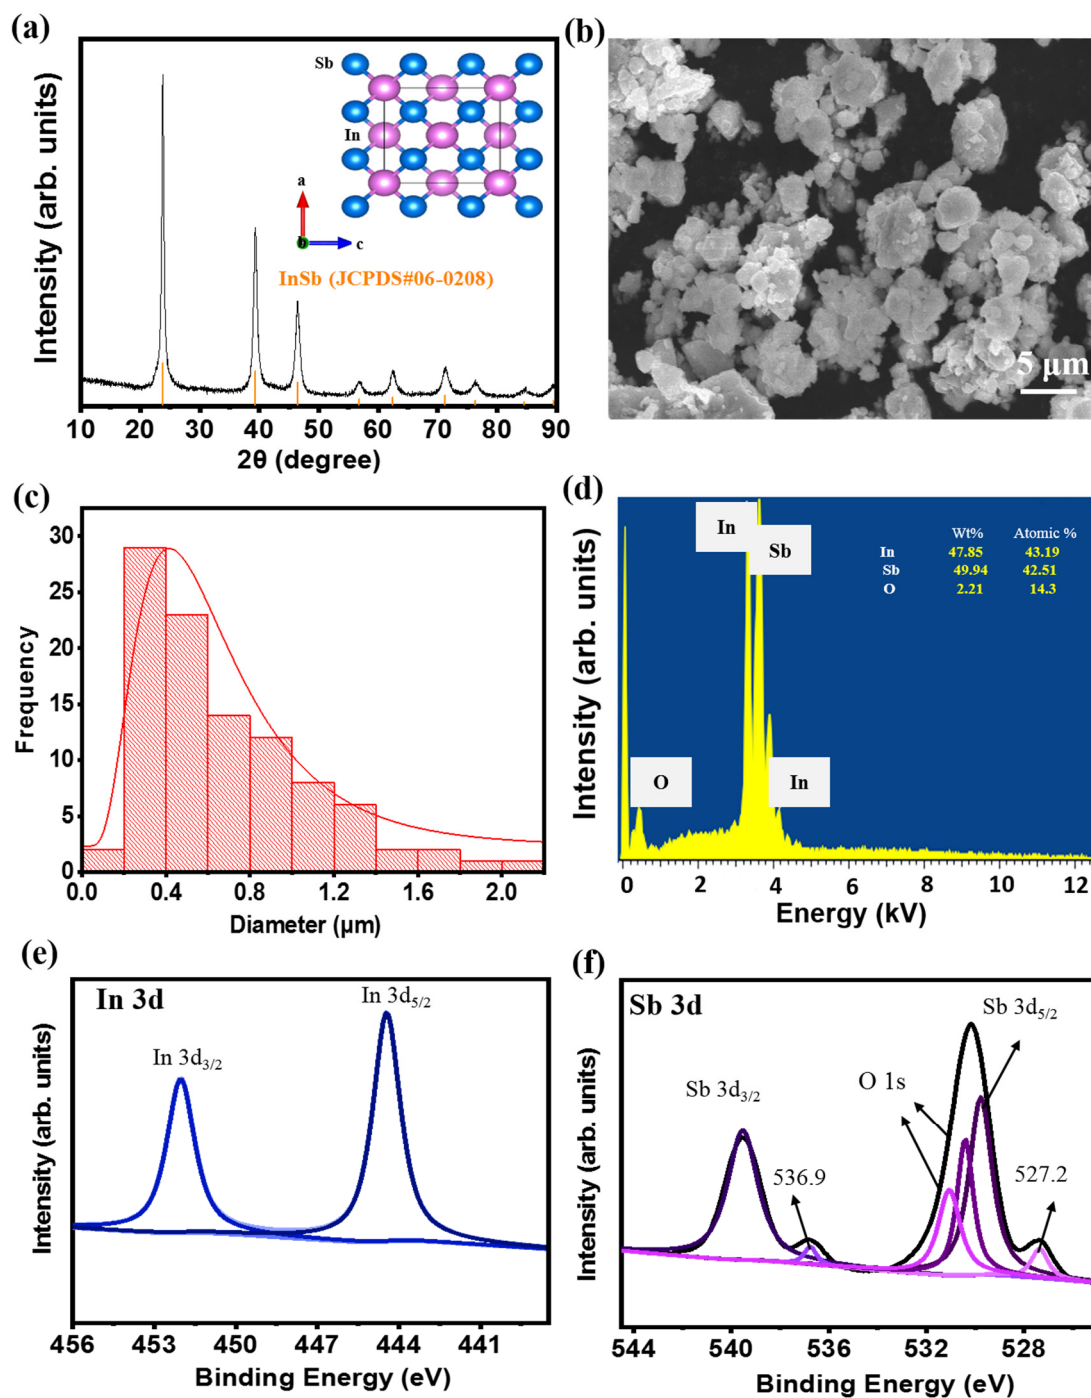 (a)
Intensity (arb. units)
Sb
In
a
b
c
InSb (JCPDS#06-0208)
10 20 30 40 50 60 70 80 90
2θ (degree)
(b)
5 μm
(c)
Frequency
30
25
20
15
10
5
0
0.0 0.4 0.8 1.2 1.6 2.0
Diameter (μm)
(d)
Intensity (arb. units)
In
Sb
O
In
Wt% Atomic %
In 47.85 43.19
Sb 49.94 42.51
O 2.21 14.3
0 2 4 6 8 10 12
Energy (kV)
(e)
In 3d
In 3d5/2
In 3d3/2
Intensity (arb. units)
456 453 450 447 444 441
Binding Energy (eV)
(f)
Sb 3d
Sb 3d5/2
O 1s
Sb 3d3/2
536.9
527.2
Intensity (arb. units)
544 540 536 532 528
Binding Energy (eV)